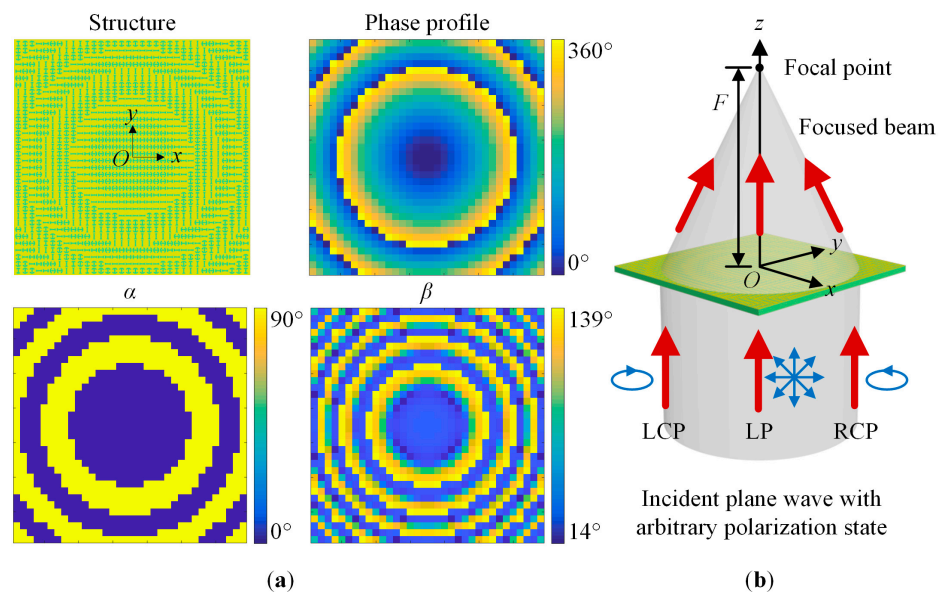 Structure
Phase profile
y
O
x
360°
0°
α
β
90°
0°
139°
14°
(a)
z
Focal point
F
Focused beam
y
O
x
LCP
LP
RCP
Incident plane wave with
arbitrary polarization state
(b)